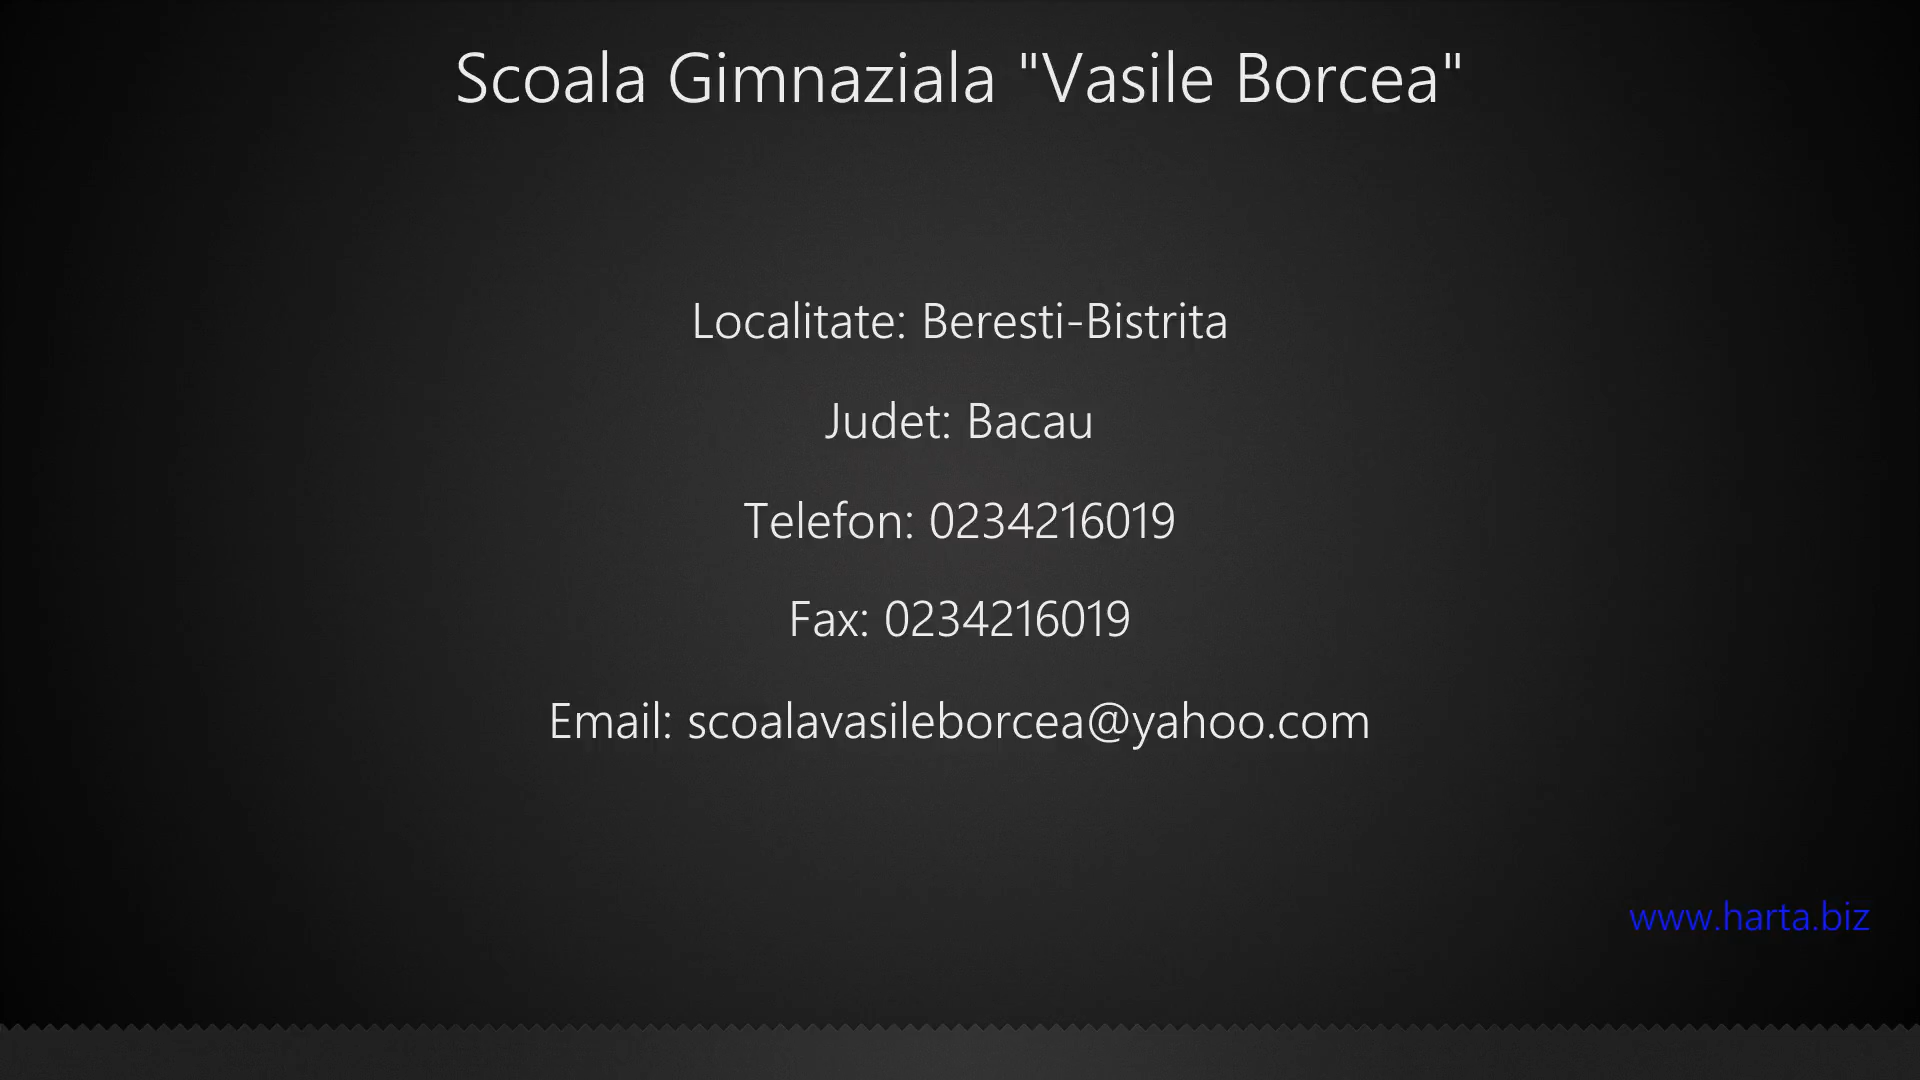 Scoala Gimnaziala "Vasile Borcea"
Localitate: Beresti-Bistrita
Judet: Bacau
Telefon: 0234216019
Fax: 0234216019
Email: scoalavasileborcea@yahoo.com
www.harta.biz